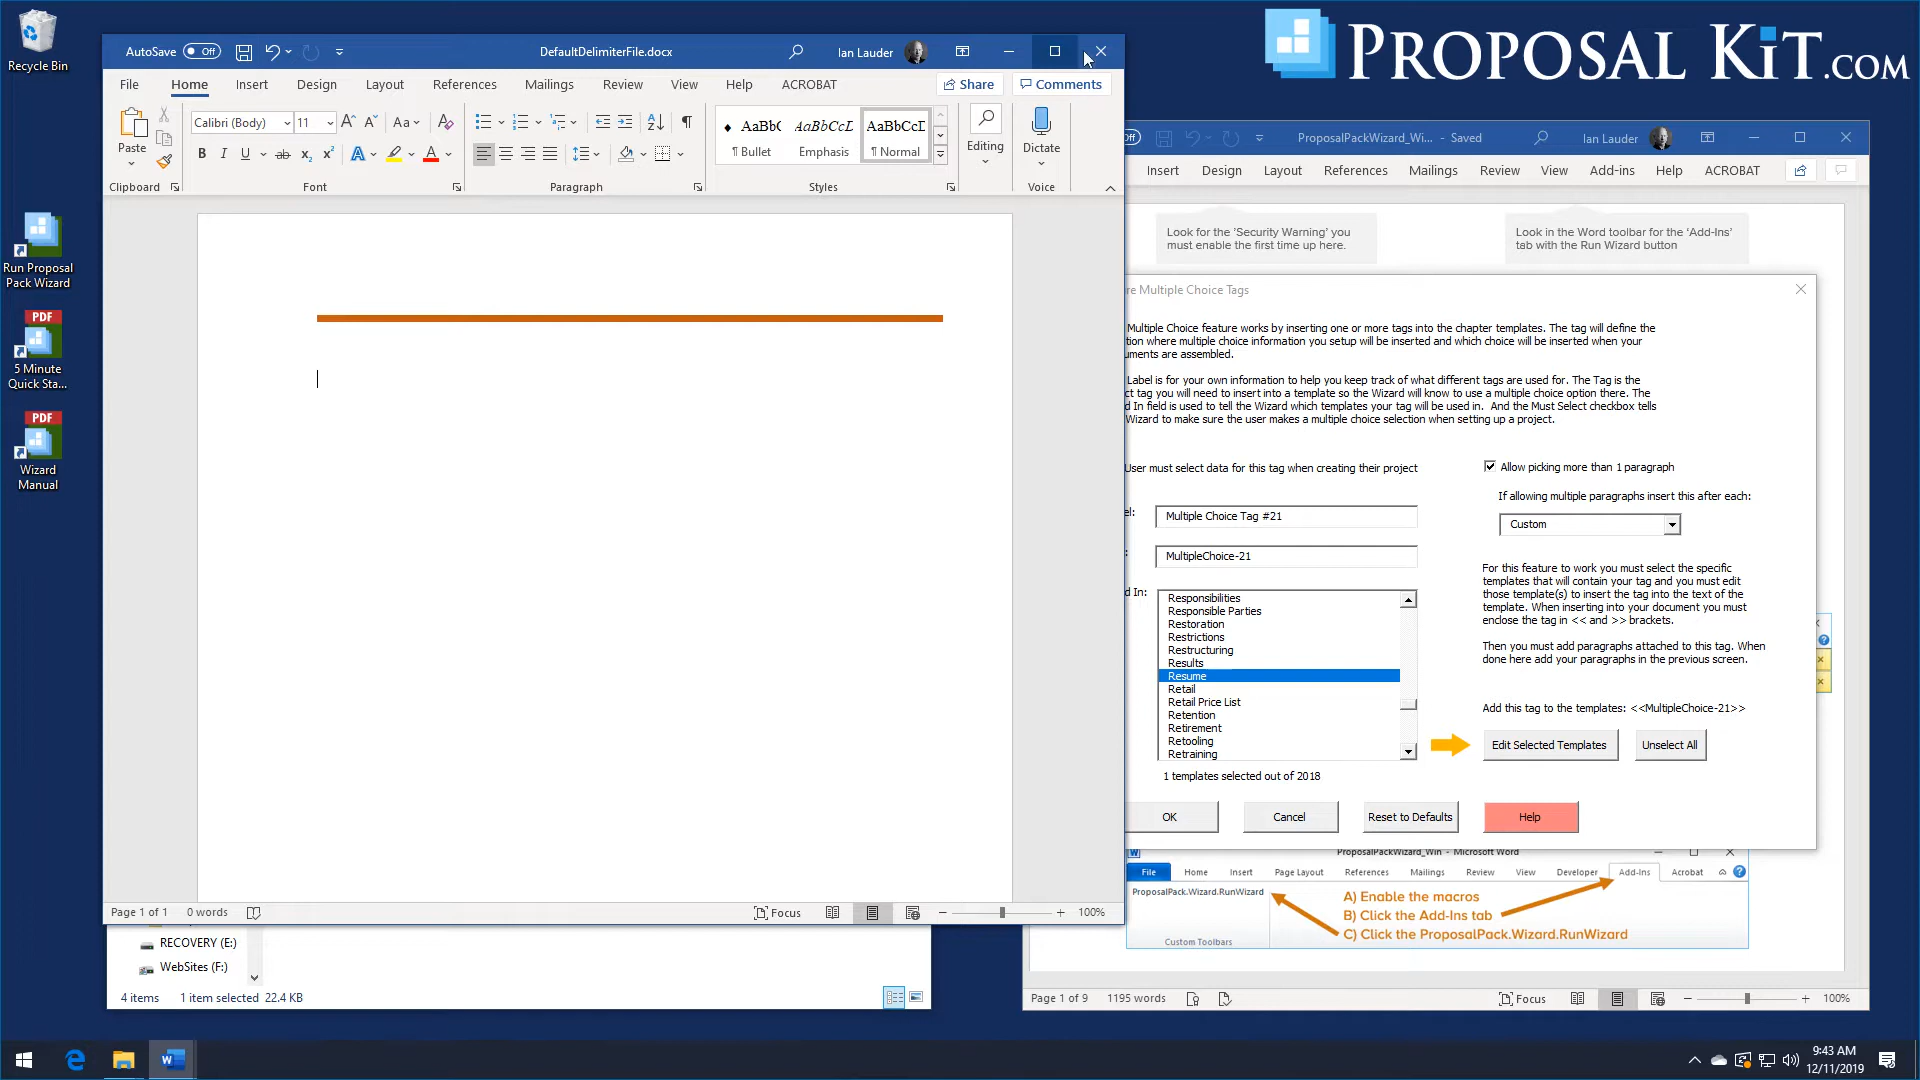 Recycle Bin
Run Proposal
Pack Wizard
PDF
5 Minute
Quick Sta...
PDF
Wizard
Manual
PROPOSAL KIT.COM
AutoSave Off
DefaultDelimiterFile.docx
Ian Lauder
File Home Insert Design Layout References Mailings Review View Help ACROBAT Share Comments
Paste
Calibri (Body) 11 Aa
B I U ab x2 x2 A A
AaBbC AaBbCcL AaBbCcD
¶ Bullet Emphasis ¶ Normal
Editing
Dictate
Clipboard Font Paragraph Styles Voice
Page 1 of 1 0 words Focus 100%
RECOVERY (E:)
WebSites (F:)
4 items 1 item selected 22.4 KB
Off ProposalPackWizard_Wi... - Saved Ian Lauder
Insert Design Layout References Mailings Review View Add-ins Help ACROBAT
Look for the 'Security Warning' you
must enable the first time up here.
Look in the Word toolbar for the 'Add-Ins'
tab with the Run Wizard button
re Multiple Choice Tags
Multiple Choice feature works by inserting one or more tags into the chapter templates. The tag will define the
tion where multiple choice information you setup will be inserted and which choice will be inserted when your
uments are assembled.
Label is for your own information to help you keep track of what different tags are used for. The Tag is the
ct tag you will need to insert into a template so the Wizard will know to use a multiple choice option there. The
d In field is used to tell the Wizard which templates your tag will be used in. And the Must Select checkbox tells
Wizard to make sure the user makes a multiple choice selection when setting up a project.
User must select data for this tag when creating their project
Allow picking more than 1 paragraph
If allowing multiple paragraphs insert this after each:
Custom
el: Multiple Choice Tag #21
: MultipleChoice-21
d In:
Responsibilities
Responsible Parties
Restoration
Restrictions
Restructuring
Results
Resume
Retail
Retail Price List
Retention
Retirement
Retooling
Retraining
1 templates selected out of 2018
For this feature to work you must select the specific
templates that will contain your tag and you must edit
those template(s) to insert the tag into the text of the
template. When inserting into your document you must
enclose the tag in << and >> brackets.
Then you must add paragraphs attached to this tag. When
done here add your paragraphs in the previous screen.
Add this tag to the templates: <<MultipleChoice-21>>
Edit Selected Templates Unselect All
OK Cancel Reset to Defaults Help
ProposalPackWizard_Win - Microsoft Word
File Home Insert Page Layout References Mailings Review View Developer Add-Ins Acrobat
ProposalPack.Wizard.RunWizard
A) Enable the macros
B) Click the Add-Ins tab
C) Click the ProposalPack.Wizard.RunWizard
Custom Toolbars
Page 1 of 9 1195 words Focus 100%
9:43 AM
12/11/2019